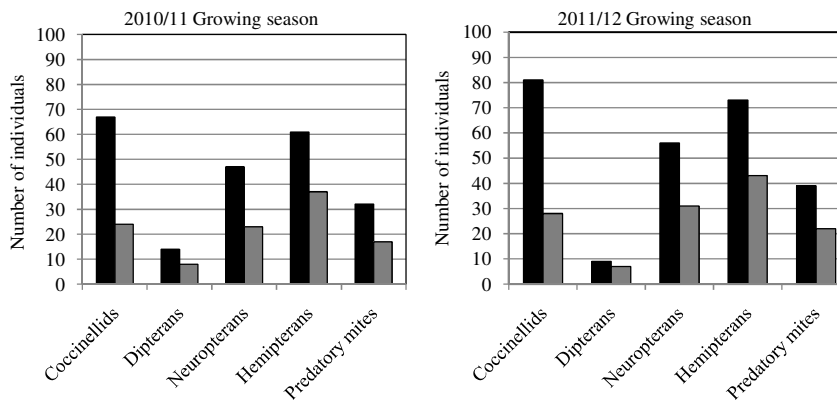 2010/11 Growing season
Number of individuals
100
90
80
70
60
50
40
30
20
10
0
Coccinellids
Dipterans
Neuropterans
Hemipterans
Predatory mites
2011/12 Growing season
Number of individuals
100
90
80
70
60
50
40
30
20
10
0
Coccinellids
Dipterans
Neuropterans
Hemipterans
Predatory mites